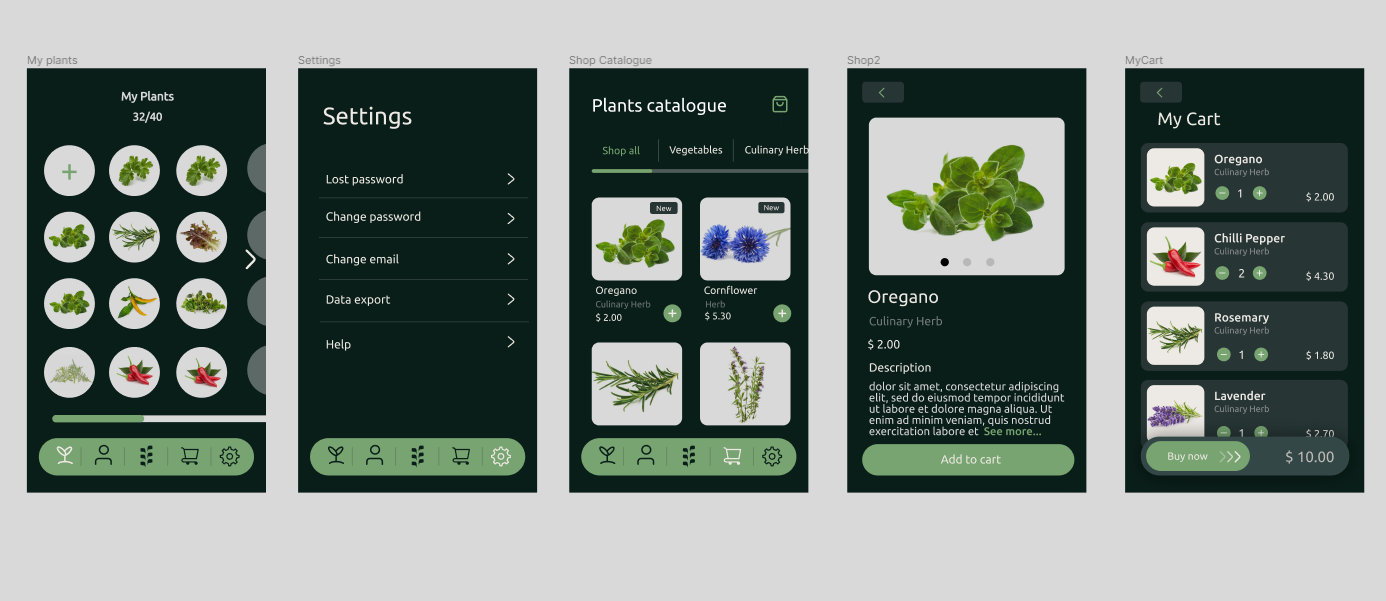 My plants
My Plants
32/40
Settings
Settings
Lost password
Change password
Change email
Data export
Help
Shop Catalogue
Plants catalogue
Shop all
Vegetables
Culinary Herb
New
Oregano
Culinary Herb
$ 2.00
New
Cornflower
Herb
$ 5.30
Shop2
Oregano
Culinary Herb
$ 2.00
Description
dolor sit amet, consectetur adipiscing
elit, sed do eiusmod tempor incididunt
ut labore et dolore magna aliqua. Ut
enim ad minim veniam, quis nostrud
exercitation labore et See more...
Add to cart
MyCart
My Cart
Oregano
Culinary Herb
1
$ 2.00
Chilli Pepper
Culinary Herb
2
$ 4.30
Rosemary
Culinary Herb
1
$ 1.80
Lavender
Culinary Herb
1
$ 2.70
Buy now
$ 10.00